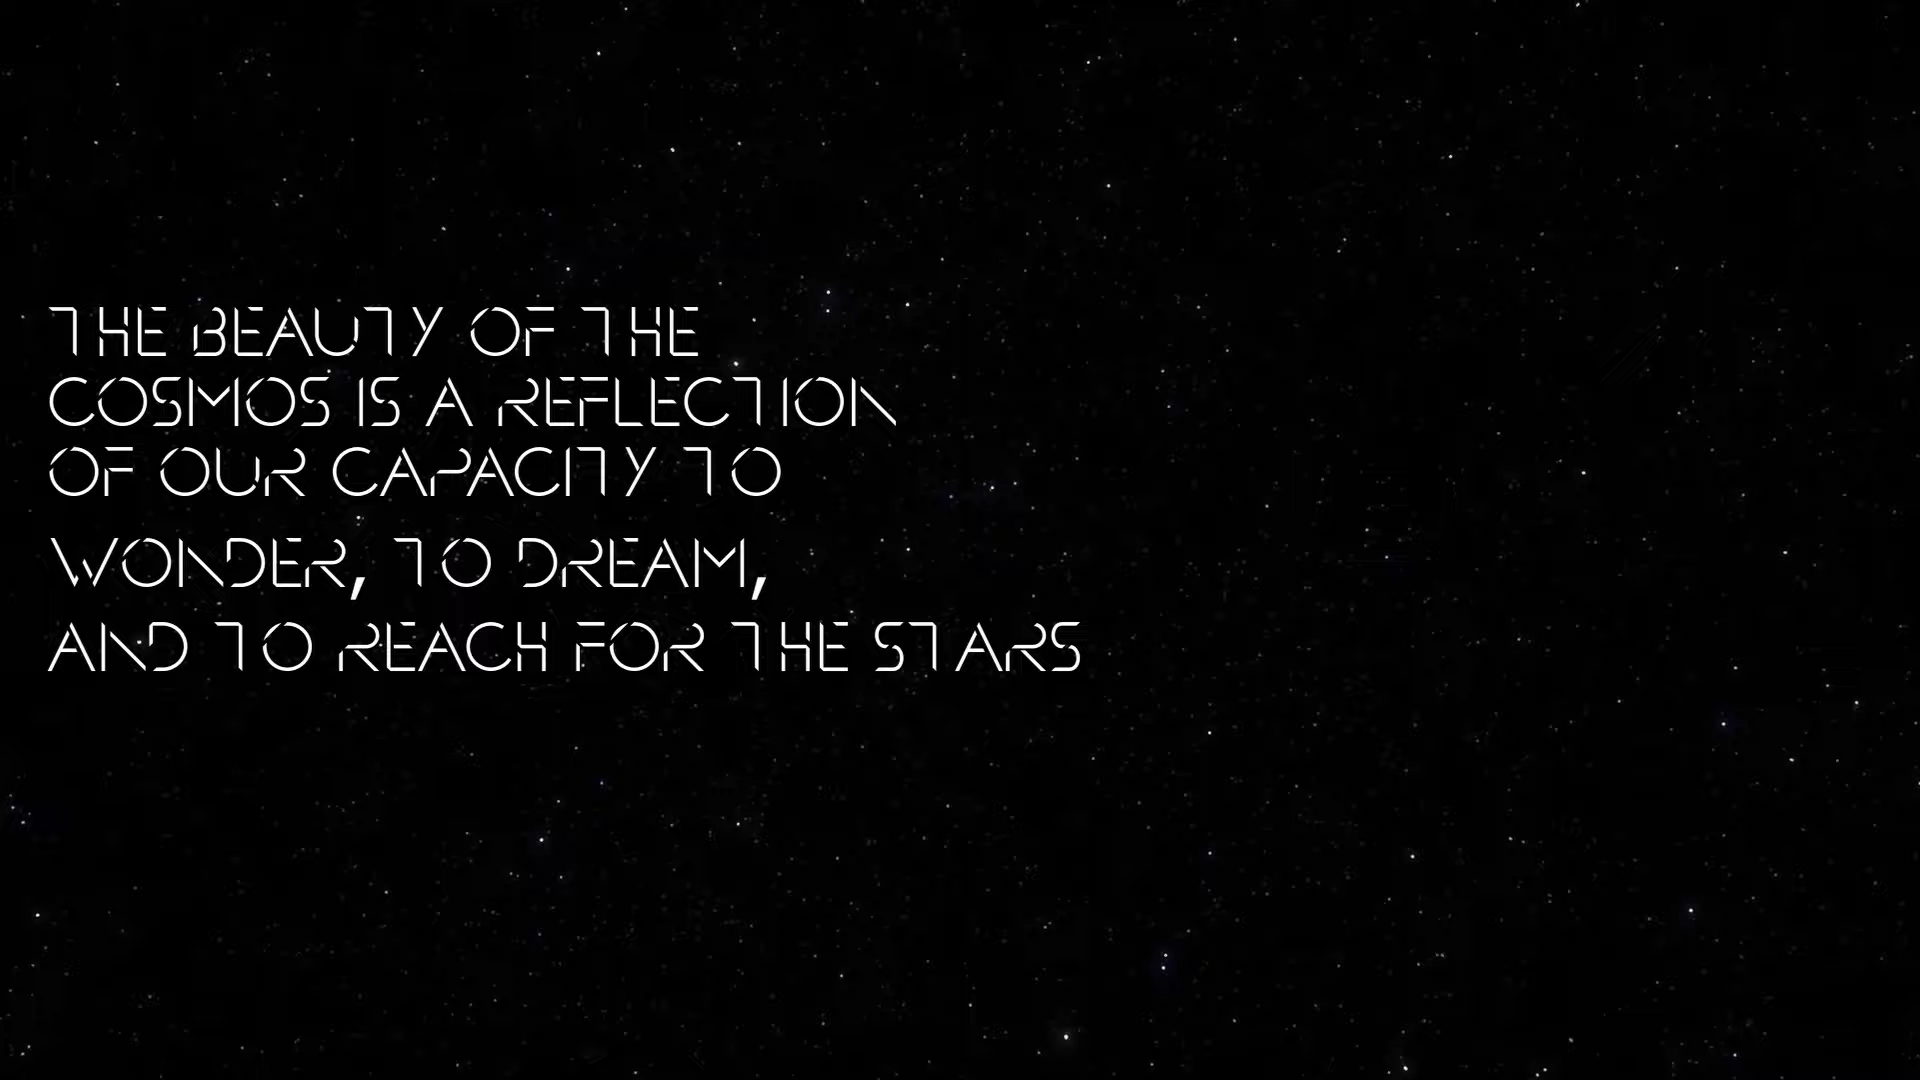 THE BEAUTY OF THE
COSMOS IS A REFLECTION
OF OUR CAPACITY TO
WONDER, TO DREAM,
AND TO REACH FOR THE STARS